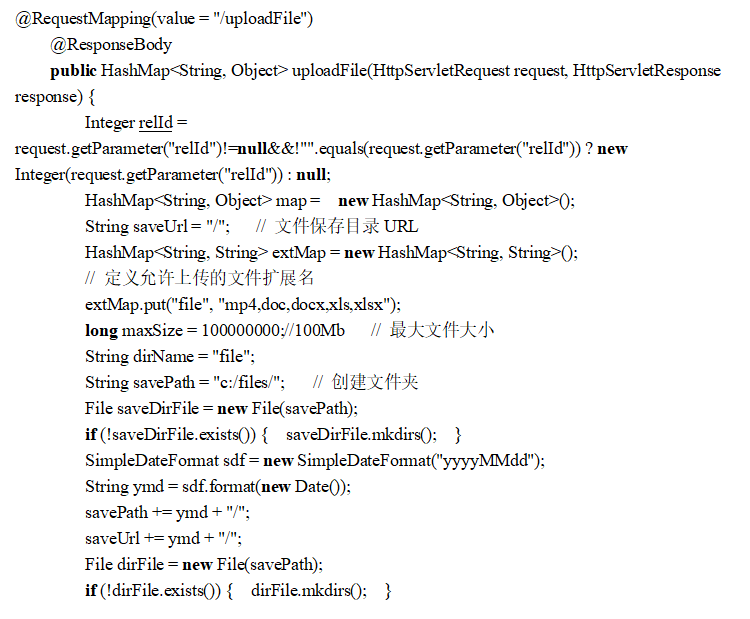 @RequestMapping(value = "/uploadFile")
@ResponseBody
public HashMap<String, Object> uploadFile(HttpServletRequest request, HttpServletResponse
response) {
Integer relId =
request.getParameter("relId")!=null&&!"".equals(request.getParameter("relId")) ? new
Integer(request.getParameter("relId")) : null;
HashMap<String, Object> map = new HashMap<String, Object>();
String saveUrl = "/"; // 文件保存目录 URL
HashMap<String, String> extMap = new HashMap<String, String>();
// 定义允许上传的文件扩展名
extMap.put("file", "mp4,doc,docx,xls,xlsx");
long maxSize = 100000000;//100Mb // 最大文件大小
String dirName = "file";
String savePath = "c:/files/"; // 创建文件夹
File saveDirFile = new File(savePath);
if (!saveDirFile.exists()) { saveDirFile.mkdirs(); }
SimpleDateFormat sdf = new SimpleDateFormat("yyyyMMdd");
String ymd = sdf.format(new Date());
savePath += ymd + "/";
saveUrl += ymd + "/";
File dirFile = new File(savePath);
if (!dirFile.exists()) { dirFile.mkdirs(); }